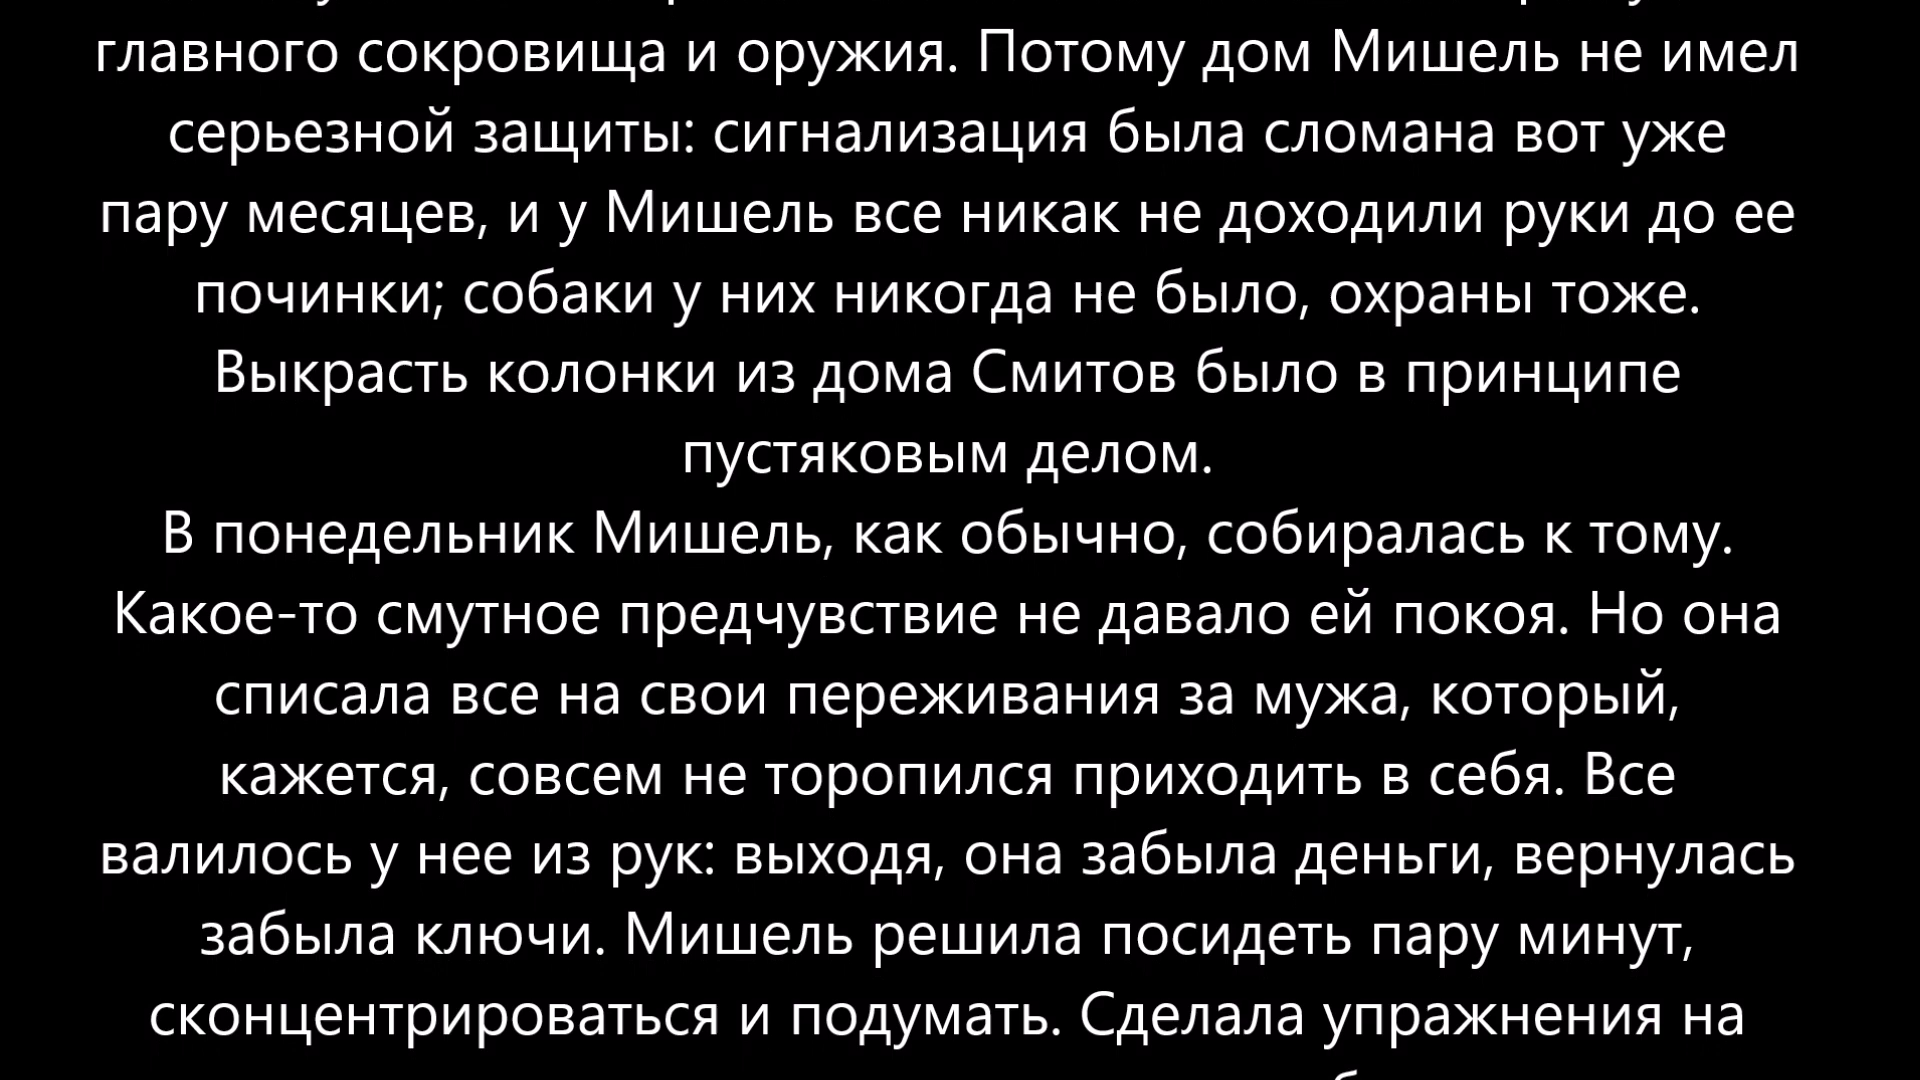 главного сокровища и оружия. Потому дом Мишель не имел
серьезной защиты: сигнализация была сломана вот уже
пару месяцев, и у Мишель все никак не доходили руки до ее
починки; собаки у них никогда не было, охраны тоже.
Выкрасть колонки из дома Смитов было в принципе
пустяковым делом.
В понедельник Мишель, как обычно, собиралась к тому.
Какое-то смутное предчувствие не давало ей покоя. Но она
списала все на свои переживания за мужа, который,
кажется, совсем не торопился приходить в себя. Все
валилось у нее из рук: выходя, она забыла деньги, вернулась
забыла ключи. Мишель решила посидеть пару минут,
сконцентрироваться и подумать. Сделала упражнения на